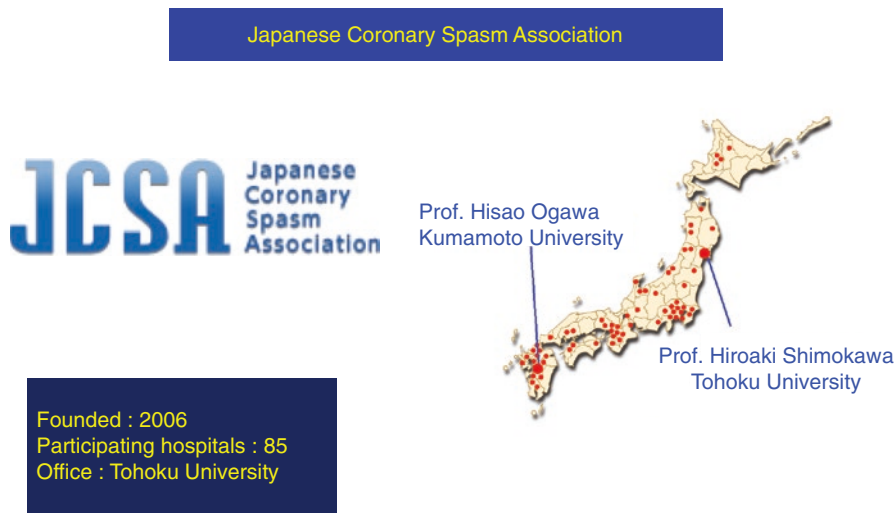 Japanese Coronary Spasm Association
JCSA
Japanese
Coronary
Spasm
Association
Prof. Hisao Ogawa
Kumamoto University
Prof. Hiroaki Shimokawa
Tohoku University
Founded : 2006
Participating hospitals : 85
Office : Tohoku University